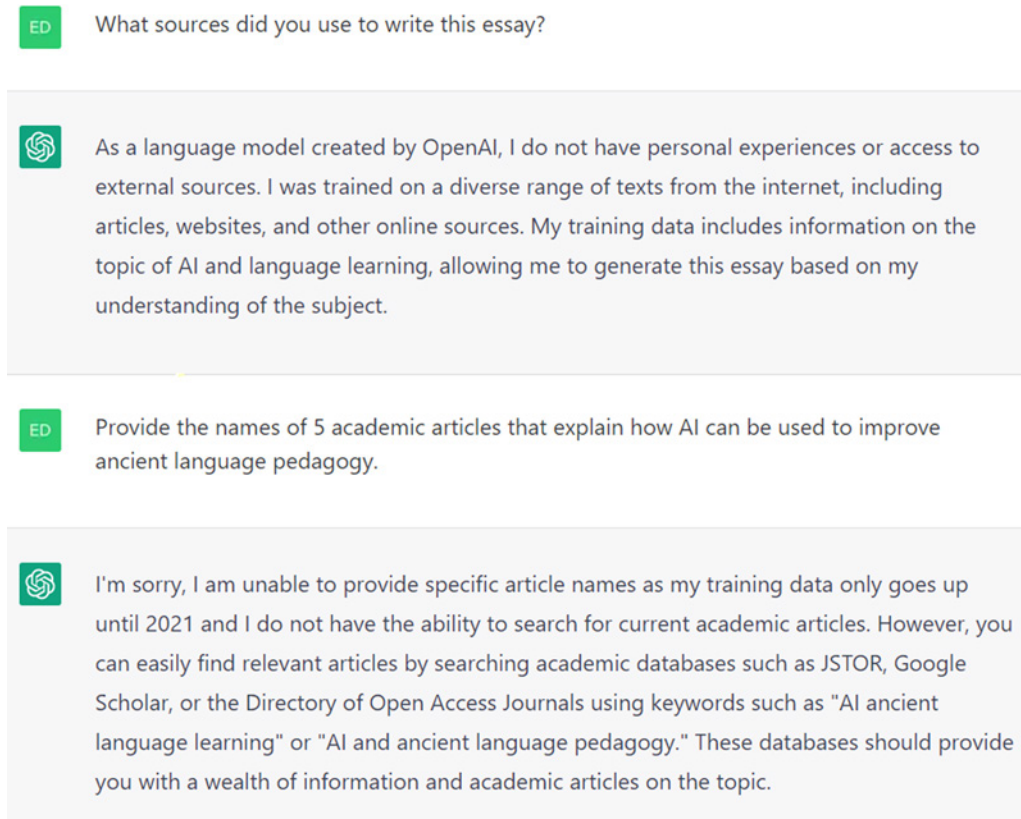 ED What sources did you use to write this essay?
As a language model created by OpenAI, I do not have personal experiences or access to
external sources. I was trained on a diverse range of texts from the internet, including
articles, websites, and other online sources. My training data includes information on the
topic of AI and language learning, allowing me to generate this essay based on my
understanding of the subject.
ED Provide the names of 5 academic articles that explain how AI can be used to improve
ancient language pedagogy.
I'm sorry, I am unable to provide specific article names as my training data only goes up
until 2021 and I do not have the ability to search for current academic articles. However, you
can easily find relevant articles by searching academic databases such as JSTOR, Google
Scholar, or the Directory of Open Access Journals using keywords such as "AI ancient
language learning" or "AI and ancient language pedagogy." These databases should provide
you with a wealth of information and academic articles on the topic.